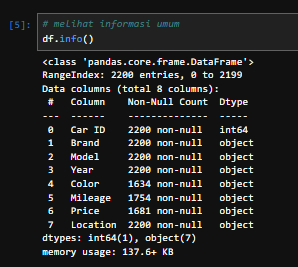 [5]: # melihat informasi umum
df.info()
<class 'pandas.core.frame.DataFrame'>
RangeIndex: 2200 entries, 0 to 2199
Data columns (total 8 columns):
 #   Column    Non-Null Count  Dtype
---  ------    --------------  -----
 0   Car ID    2200 non-null   int64
 1   Brand     2200 non-null   object
 2   Model     2200 non-null   object
 3   Year      2200 non-null   object
 4   Color     1634 non-null   object
 5   Mileage   1754 non-null   object
 6   Price     1681 non-null   object
 7   Location  2200 non-null   object
dtypes: int64(1), object(7)
memory usage: 137.6+ KB